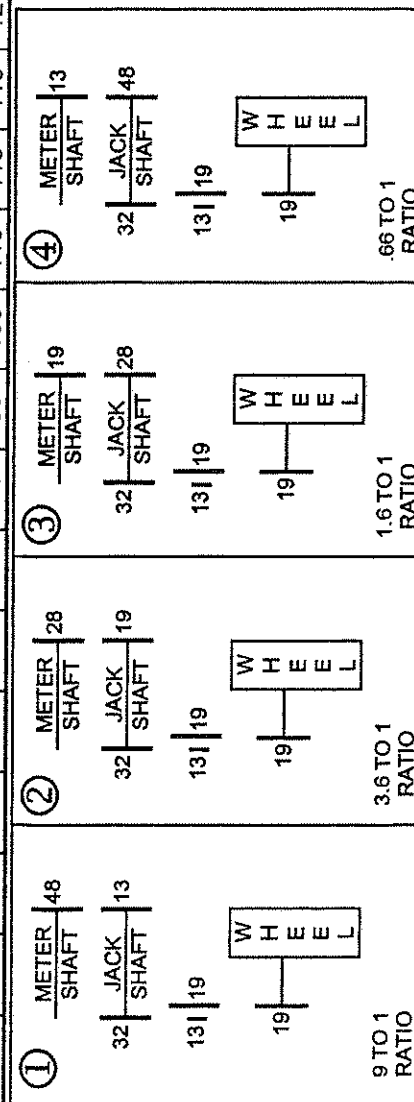 ①
METER 48
SHAFT
32 JACK 13
SHAFT
13 19
19
W
H
E
E
L
9 TO 1
RATIO
②
METER 28
SHAFT
32 JACK 19
SHAFT
13 19
19
W
H
E
E
L
3.6 TO 1
RATIO
③
METER 19
SHAFT
32 JACK 28
SHAFT
13 19
19
W
H
E
E
L
1.6 TO 1
RATIO
④
METER 13
SHAFT
32 JACK 48
SHAFT
13 19
19
W
H
E
E
L
.66 TO 1
RATIO